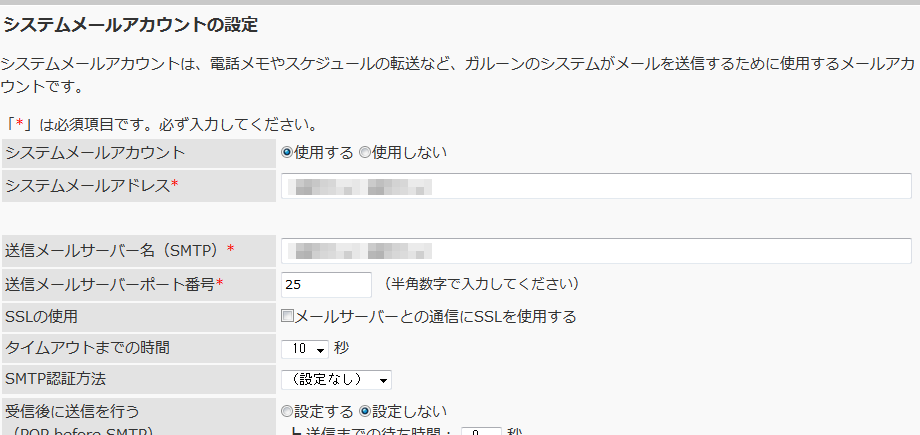 システムメールアカウントの設定
システムメールアカウントは、電話メモやスケジュールの転送など、ガルーンのシステムがメールを送信するために使用するメールアカ
ウントです。
「*」は必須項目です。必ず入力してください。
システムメールアカウント 使用する 使用しない
システムメールアドレス*
送信メールサーバー名（SMTP）*
送信メールサーバーポート番号* 25 （半角数字で入力してください）
SSLの使用 メールサーバーとの通信にSSLを使用する
タイムアウトまでの時間 10 秒
SMTP認証方法 （設定なし）
受信後に送信を行う 設定する 設定しない
（POP before SMTP） 送信までの待ち時間： 0 秒